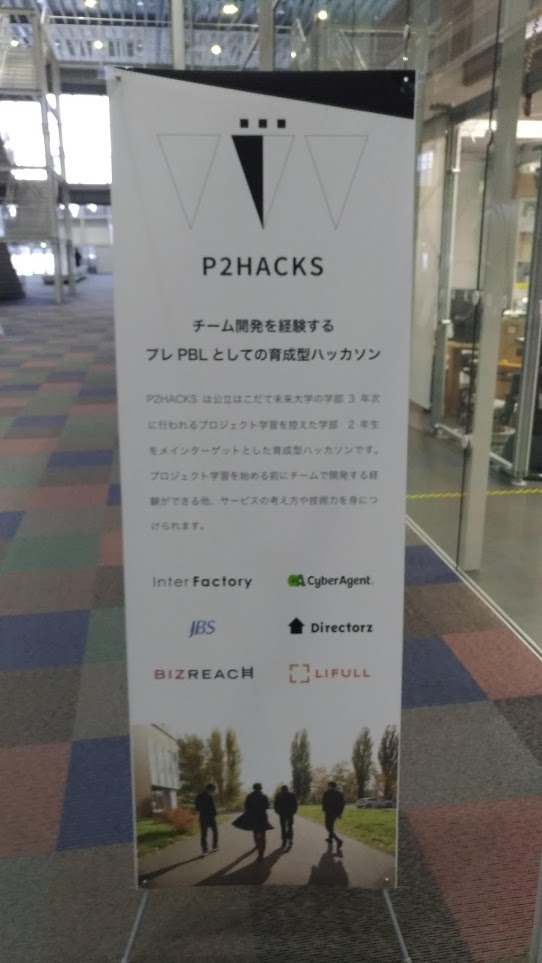 P2HACKS
チーム開発を経験する
プレPBLとしての育成型ハッカソン
P2HACKS は公立はこだて未来大学の学部 3 年次
に行われるプロジェクト学習を控えた学部 2 年生
をメインターゲットとした育成型ハッカソンです。
プロジェクト学習を始める前にチームで開発する経
験ができる他、サービスの考え方や技術力を身につ
けられます。
InterFactory
CyberAgent.
JBS
Directorz
BIZREACH
LIFULL